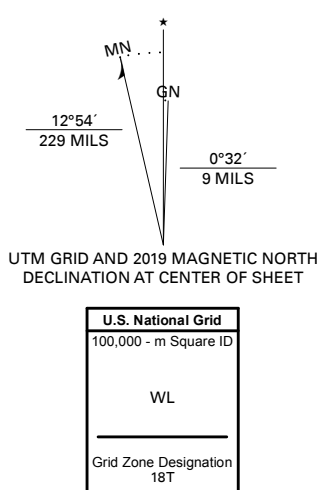 ★
MN
GN
12°54´
229 MILS
0°32´
9 MILS
UTM GRID AND 2019 MAGNETIC NORTH
DECLINATION AT CENTER OF SHEET
U.S. National Grid
100,000 - m Square ID
WL
Grid Zone Designation
18T